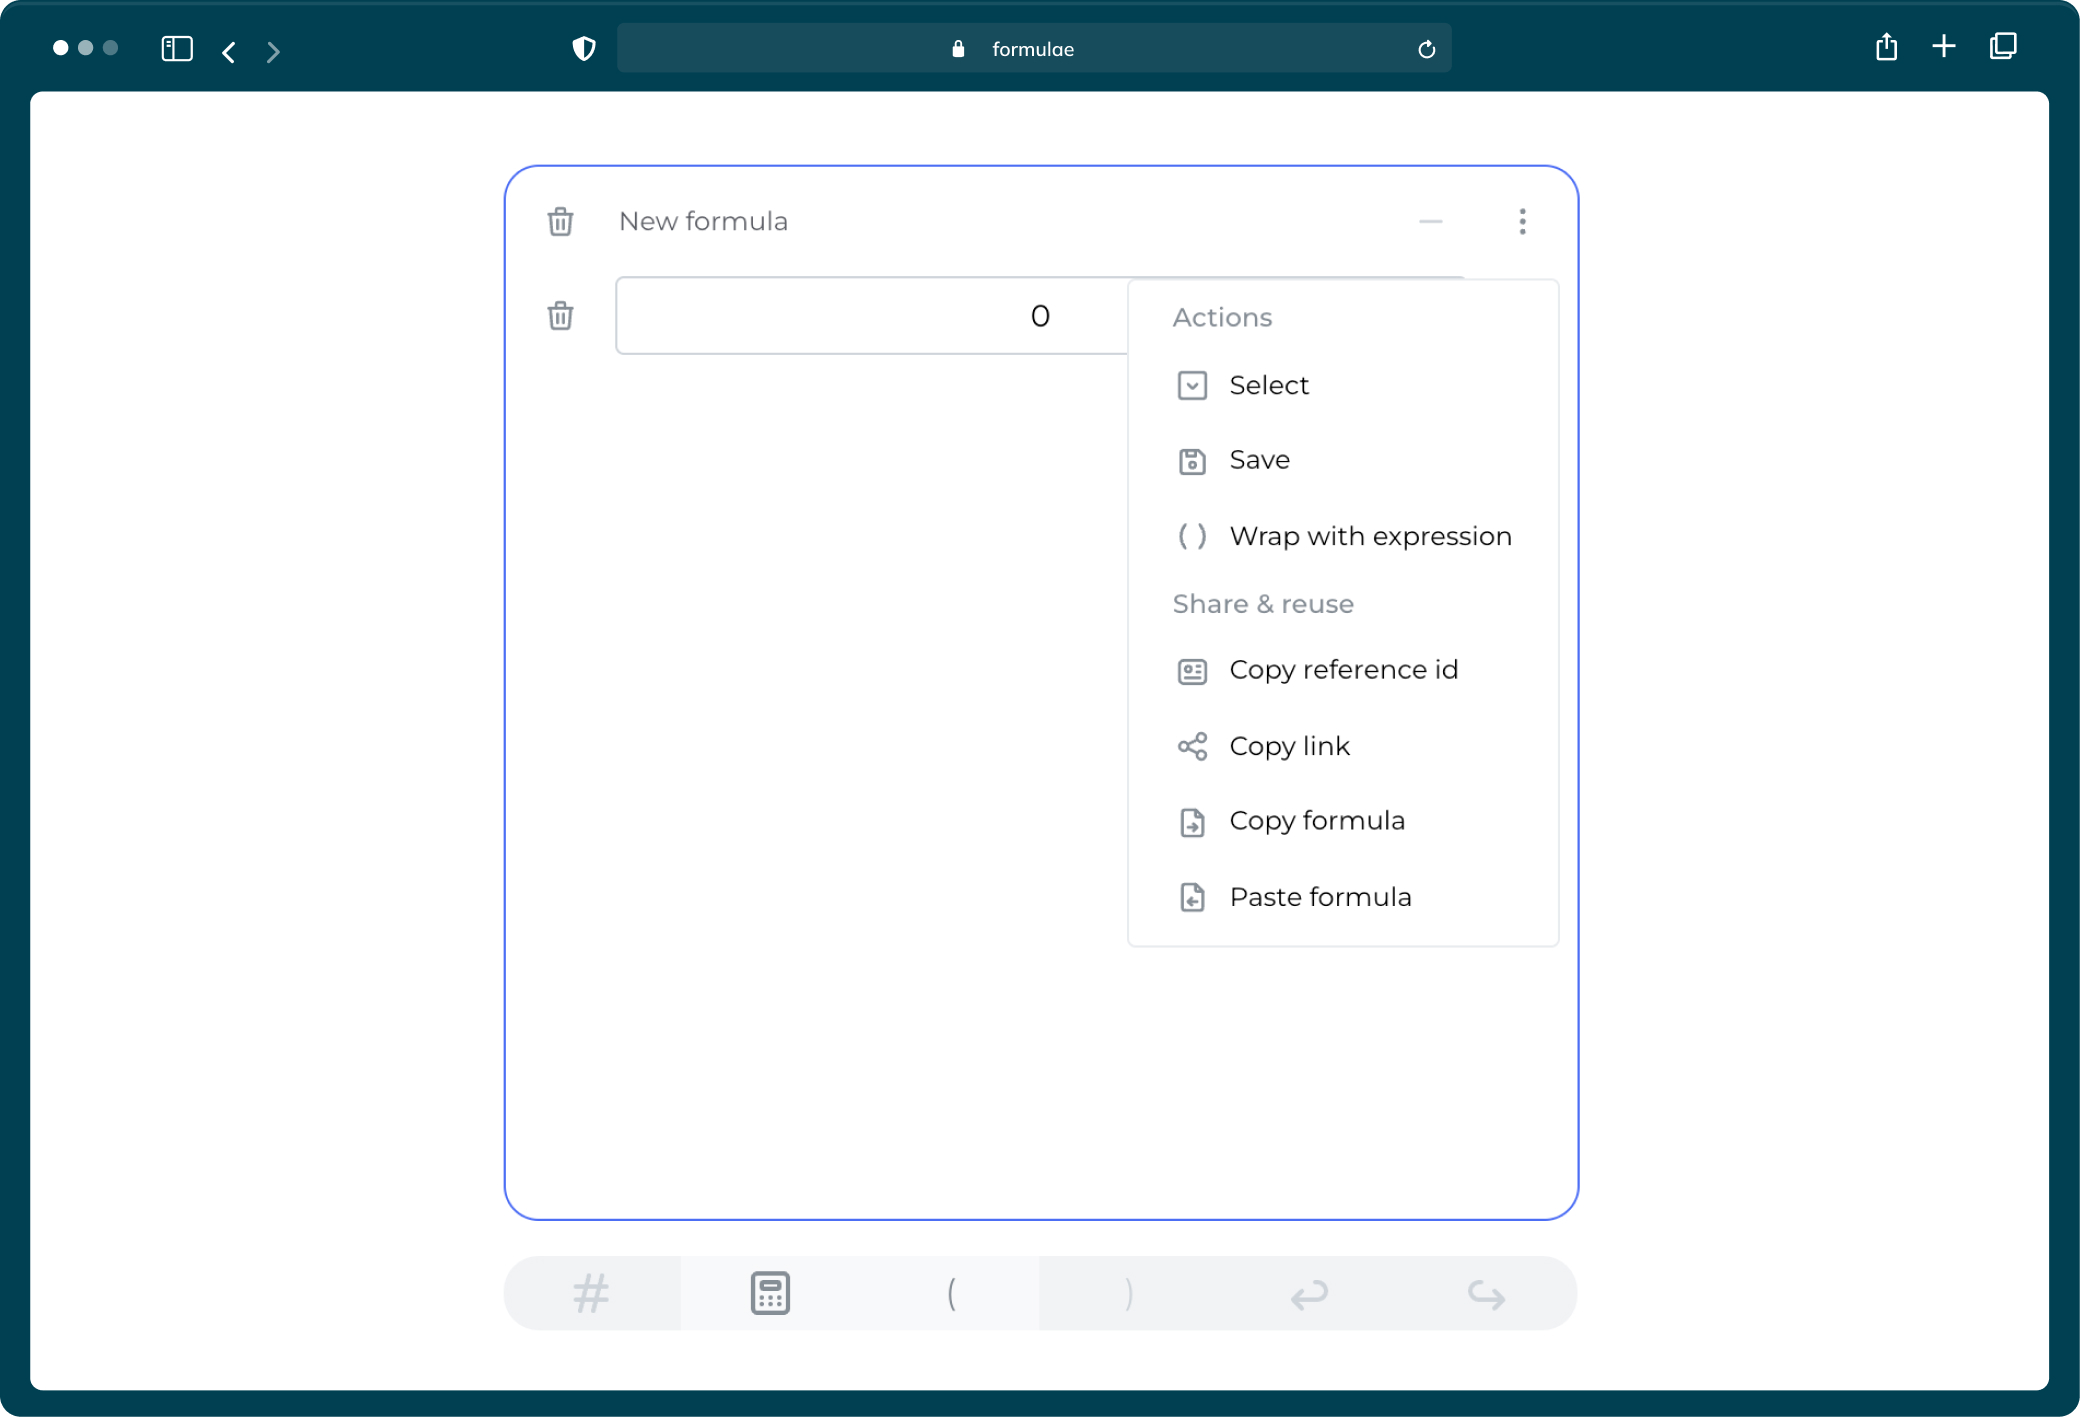 formulae
New formula
0
Actions
Select
Save
( ) Wrap with expression
Share & reuse
Copy reference id
Copy link
Copy formula
Paste formula
# ( )